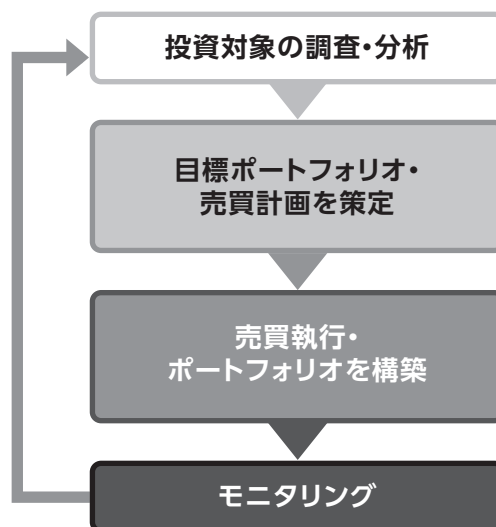 投資対象の調査・分析
目標ポートフォリオ・
売買計画を策定
売買執行・
ポートフォリオを構築
モニタリング